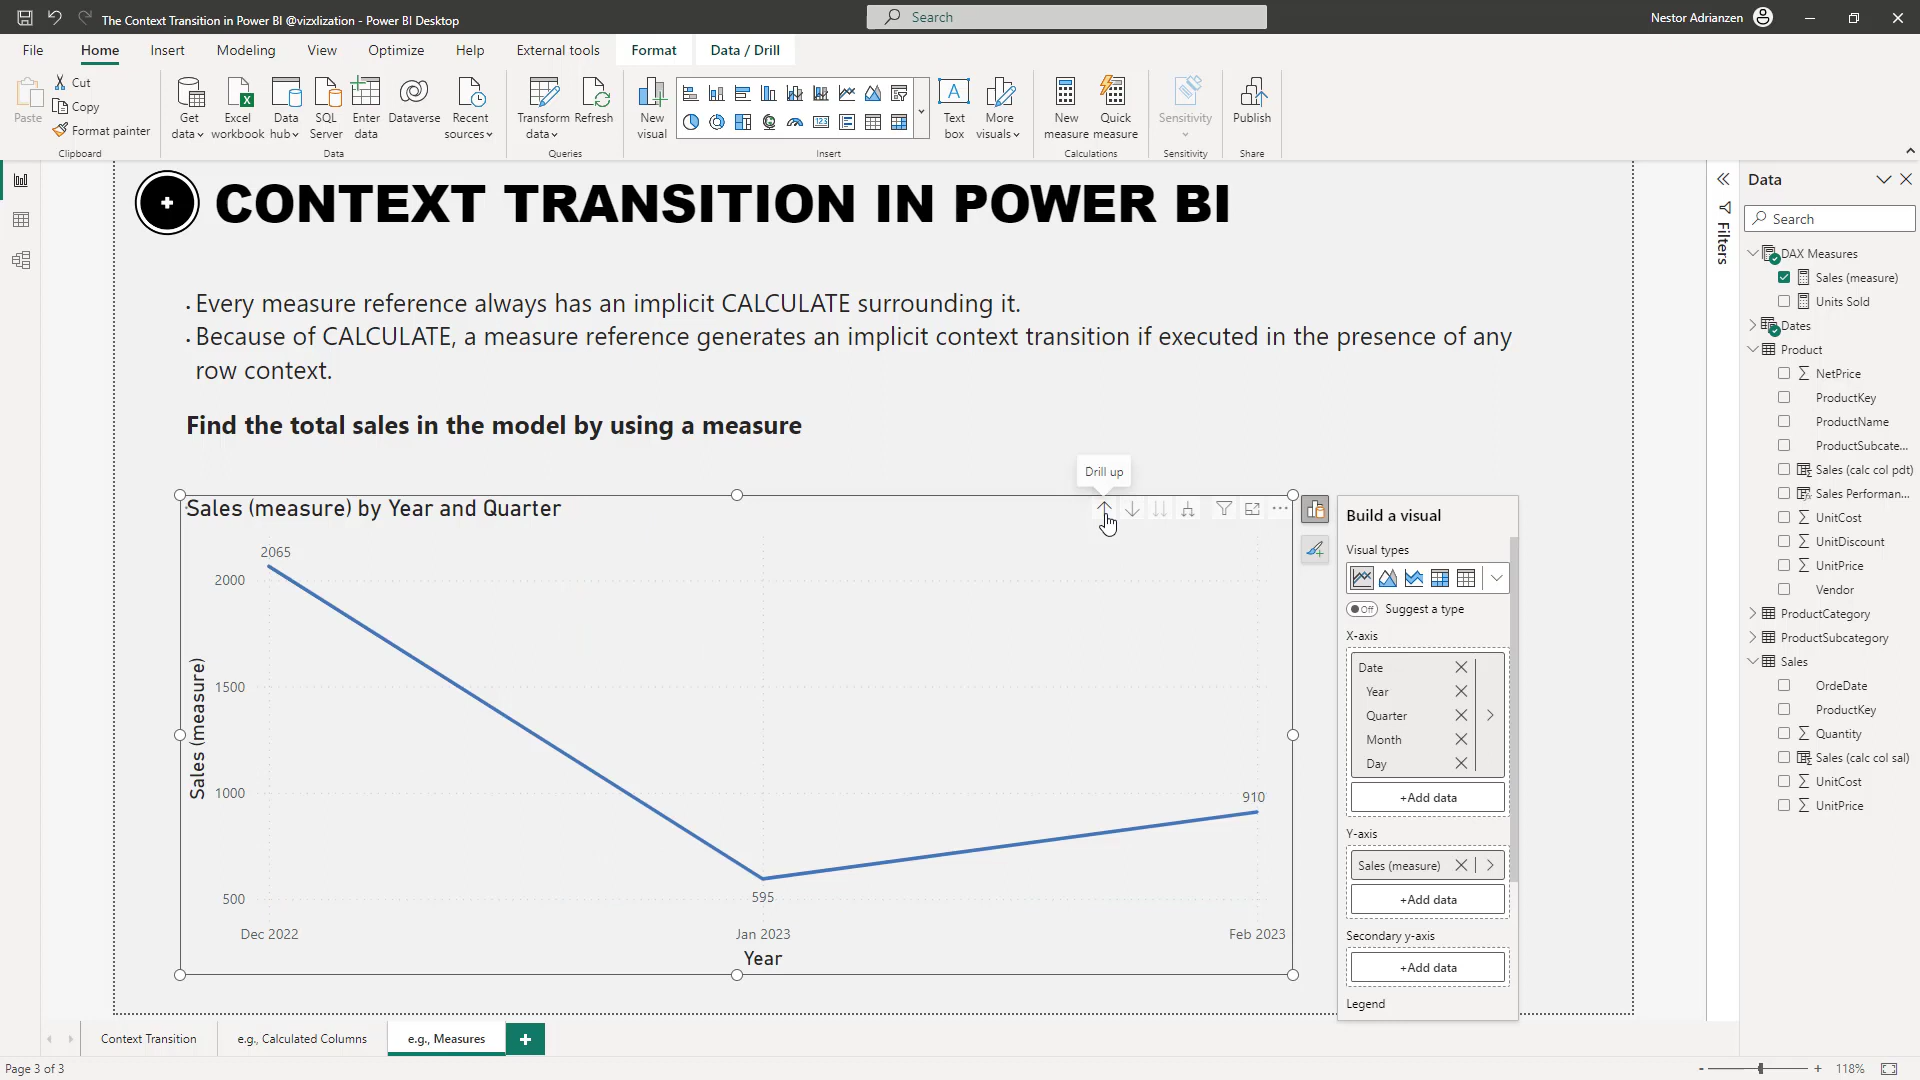 The Context Transition in Power BI @vizxlization - Power BI Desktop
Search
Nestor Adrianzen
File
Home
Insert
Modeling
View
Optimize
Help
External tools
Format
Data / Drill
Paste
Cut
Copy
Format painter
Clipboard
Get data
Excel workbook
Data hub
SQL Server
Enter data
Dataverse
Recent sources
Data
Transform data
Refresh
Queries
New visual
Text box
More visuals
Insert
New measure
Quick measure
Calculations
Sensitivity
Sensitivity
Publish
Share
CONTEXT TRANSITION IN POWER BI
• Every measure reference always has an implicit CALCULATE surrounding it.
• Because of CALCULATE, a measure reference generates an implicit context transition if executed in the presence of any
row context.
Find the total sales in the model by using a measure
Drill up
Sales (measure) by Year and Quarter
2065
2000
1500
1000
500
595
910
Sales (measure)
Dec 2022
Jan 2023
Feb 2023
Year
Build a visual
Visual types
Off
Suggest a type
X-axis
Date
Year
Quarter
Month
Day
+Add data
Y-axis
Sales (measure)
+Add data
Secondary y-axis
+Add data
Legend
Filters
Data
Search
DAX Measures
Sales (measure)
Units Sold
Dates
Product
NetPrice
ProductKey
ProductName
ProductSubcate...
Sales (calc col pdt)
Sales Performan...
UnitCost
UnitDiscount
UnitPrice
Vendor
ProductCategory
ProductSubcategory
Sales
OrdeDate
ProductKey
Quantity
Sales (calc col sal)
UnitCost
UnitPrice
Context Transition
e.g., Calculated Columns
e.g., Measures
Page 3 of 3
118%